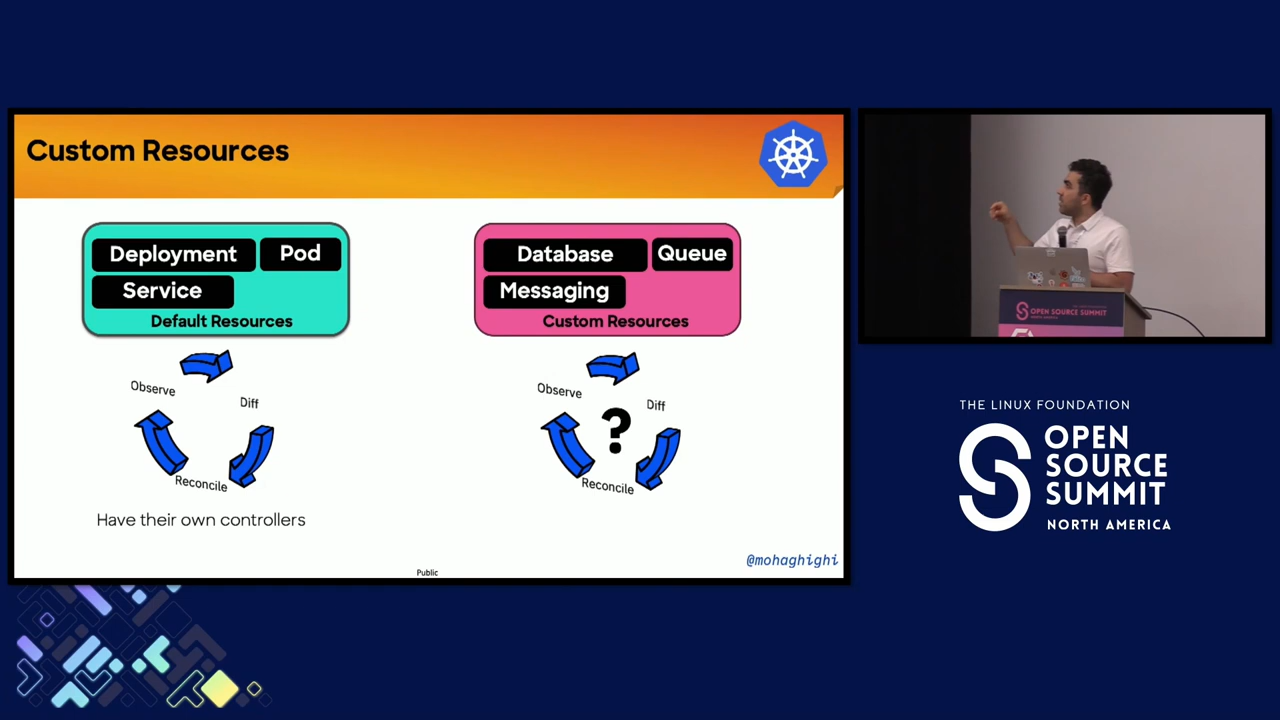 Custom Resources
Deployment
Pod
Service
Default Resources
Database
Queue
Messaging
Custom Resources
Observe
Diff
Reconcile
Observe
Diff
?
Reconcile
Have their own controllers
@mohaghighi
Public
OPEN SOURCE SUMMIT
THE LINUX FOUNDATION
OPEN
SOURCE
SUMMIT
NORTH AMERICA